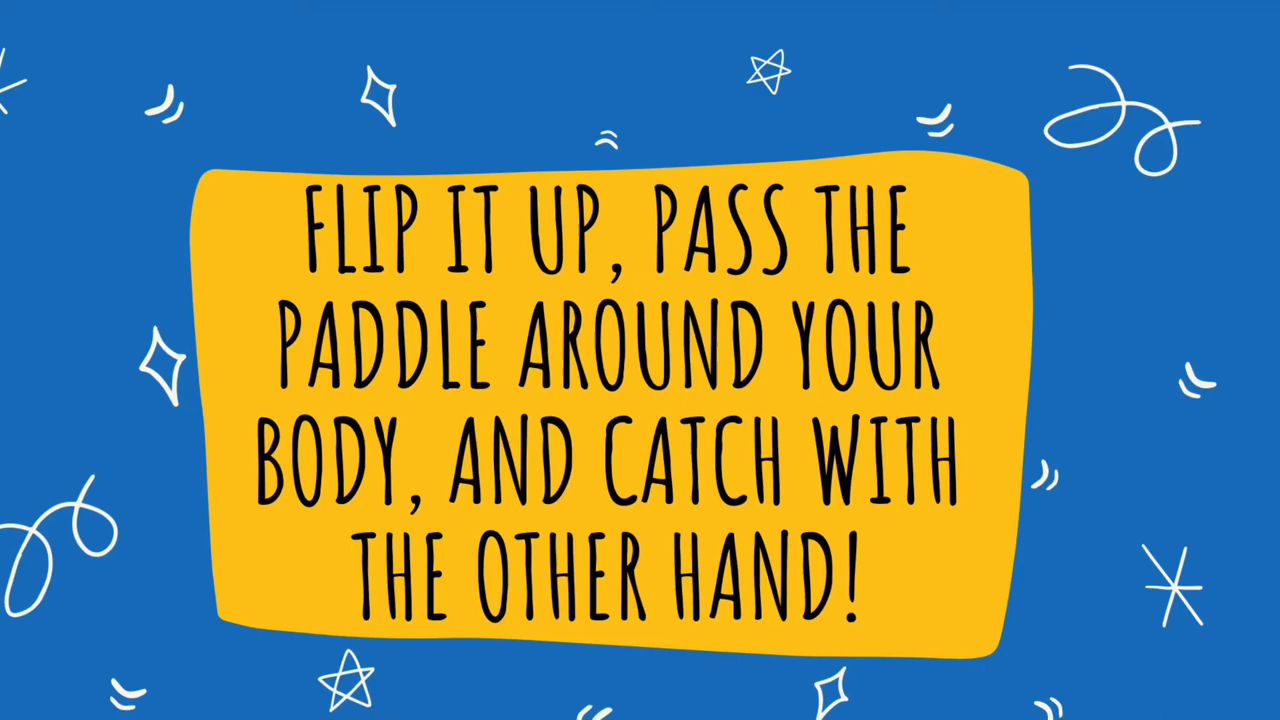 FLIP IT UP, PASS THE
PADDLE AROUND YOUR
BODY, AND CATCH WITH
THE OTHER HAND!